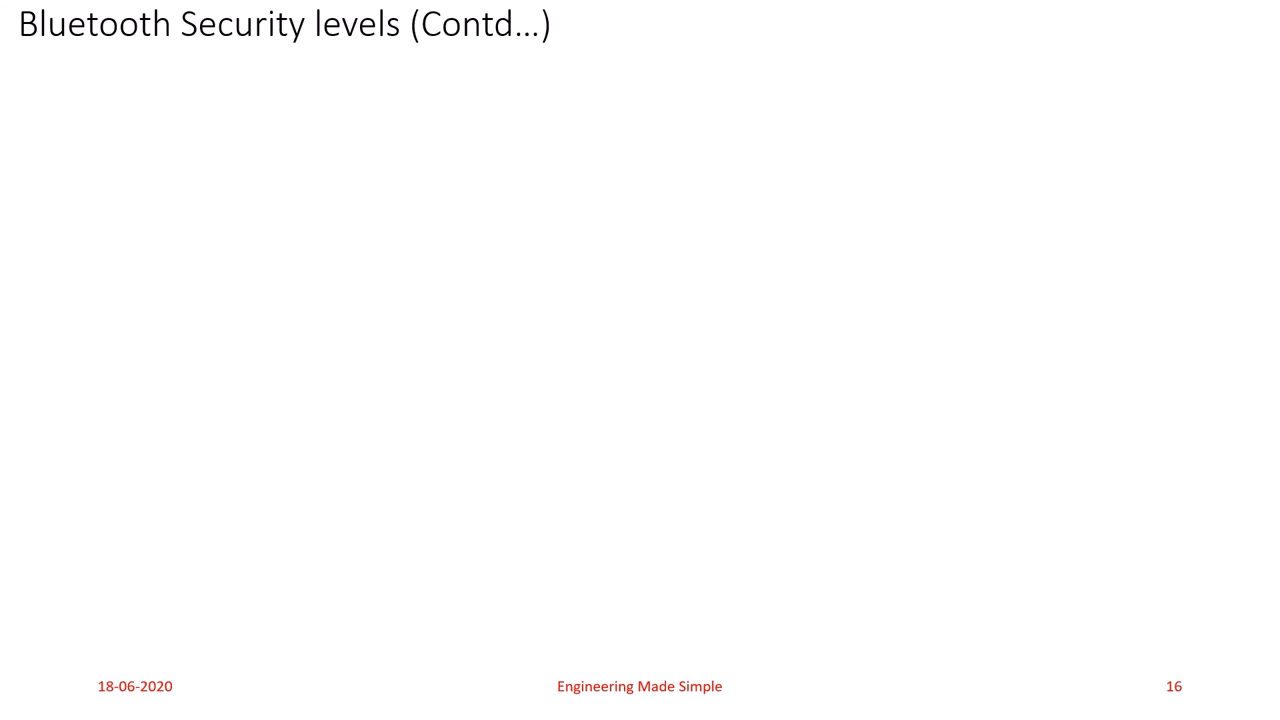 Bluetooth Security levels (Contd...)
18-06-2020
Engineering Made Simple
16